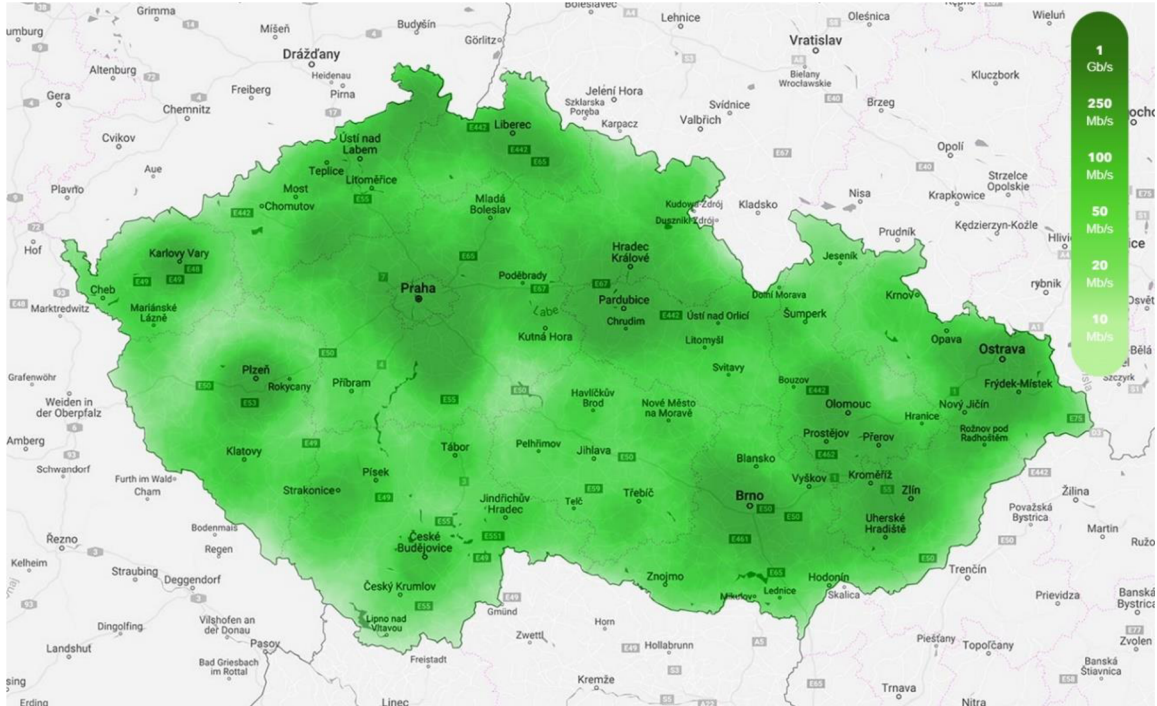 Grimma
Míšeň
Budyšín
Görlitz
Lehnice
Oleśnica
Wieluń
Drážďany
Vratislav
Altenburg
Freiberg
Heidenau
Pirna
Jelení Hora
Bielany
Wrocławskie
Kluczbork
Gera
Chemnitz
Szklarska
Poręba
Karpacz
Svídnice
Valbřich
Brzeg
Cvikov
Aue
Ústí nad
Labem
Liberec
Opolí
Plavno
Teplice
Litoměřice
Most
Chomutov
Mladá
Boleslav
Kudowa-Zdrój
Duszniki-Zdrój
Kladsko
Nisa
Strzelce
Opolskie
Krapkowice
Kędzierzyn-Koźle
Prudník
Hof
Karlovy Vary
Cheb
Mariánské
Lázně
Marktredwitz
Praha
Poděbrady
Hradec
Králové
Pardubice
Chrudim
Ústí nad Orlicí
Dolní Morava
Jeseník
Šumperk
Krnov
rybnik
Labe
Kutná Hora
Litomyšl
Svitavy
Bouzov
Opava
Ostrava
Frýdek-Místek
Grafenwöhr
Weiden in
der Oberpfalz
Plzeň
Rokycany
Příbram
Havlíčkův
Brod
Nové Město
na Moravě
Olomouc
Hranice
Nový Jičín
Rožnov pod
Radhoštěm
Amberg
Schwandorf
Furth im Wald
Cham
Klatovy
Tábor
Pelhřimov
Jihlava
Blansko
Prostějov
Přerov
Písek
Strakonice
Jindřichův
Hradec
Telč
Třebíč
Brno
Vyškov
Kroměříž
Zlín
Uherské
Hradiště
Žilina
Považská
Bystrica
Martin
Bodenmais
Regen
Řezno
Kelheim
Straubing
Deggendorf
České
Budějovice
Český Krumlov
Lipno nad
Vltavou
Znojmo
Mikulov
Lednice
Hodonín
Skalica
Trenčín
Prievidza
Banská
Bystrica
Zvolen
Gmünd
Zwettl
Horn
Hollabrunn
Dingolfing
Landshut
Vilshofen an
der Donau
Pasov
Bad Griesbach
im Rottal
Freistadt
Linec
Kremže
Piešťany
Topoľčany
Banská
Štiavnica
Trnava
Nitra
Erding
1
Gb/s
250
Mb/s
100
Mb/s
50
Mb/s
20
Mb/s
10
Mb/s